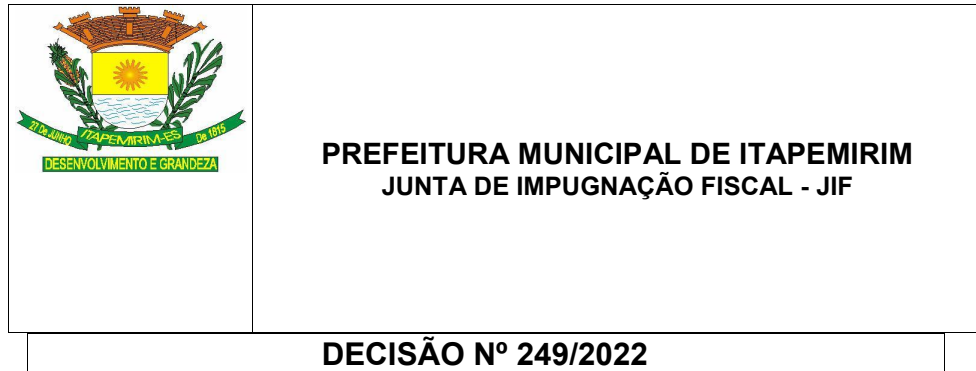 27 De JUNHO ITAPEMIRIM-ES De 1815
DESENVOLVIMENTO E GRANDEZA
PREFEITURA MUNICIPAL DE ITAPEMIRIM
JUNTA DE IMPUGNAÇÃO FISCAL - JIF
DECISÃO Nº 249/2022